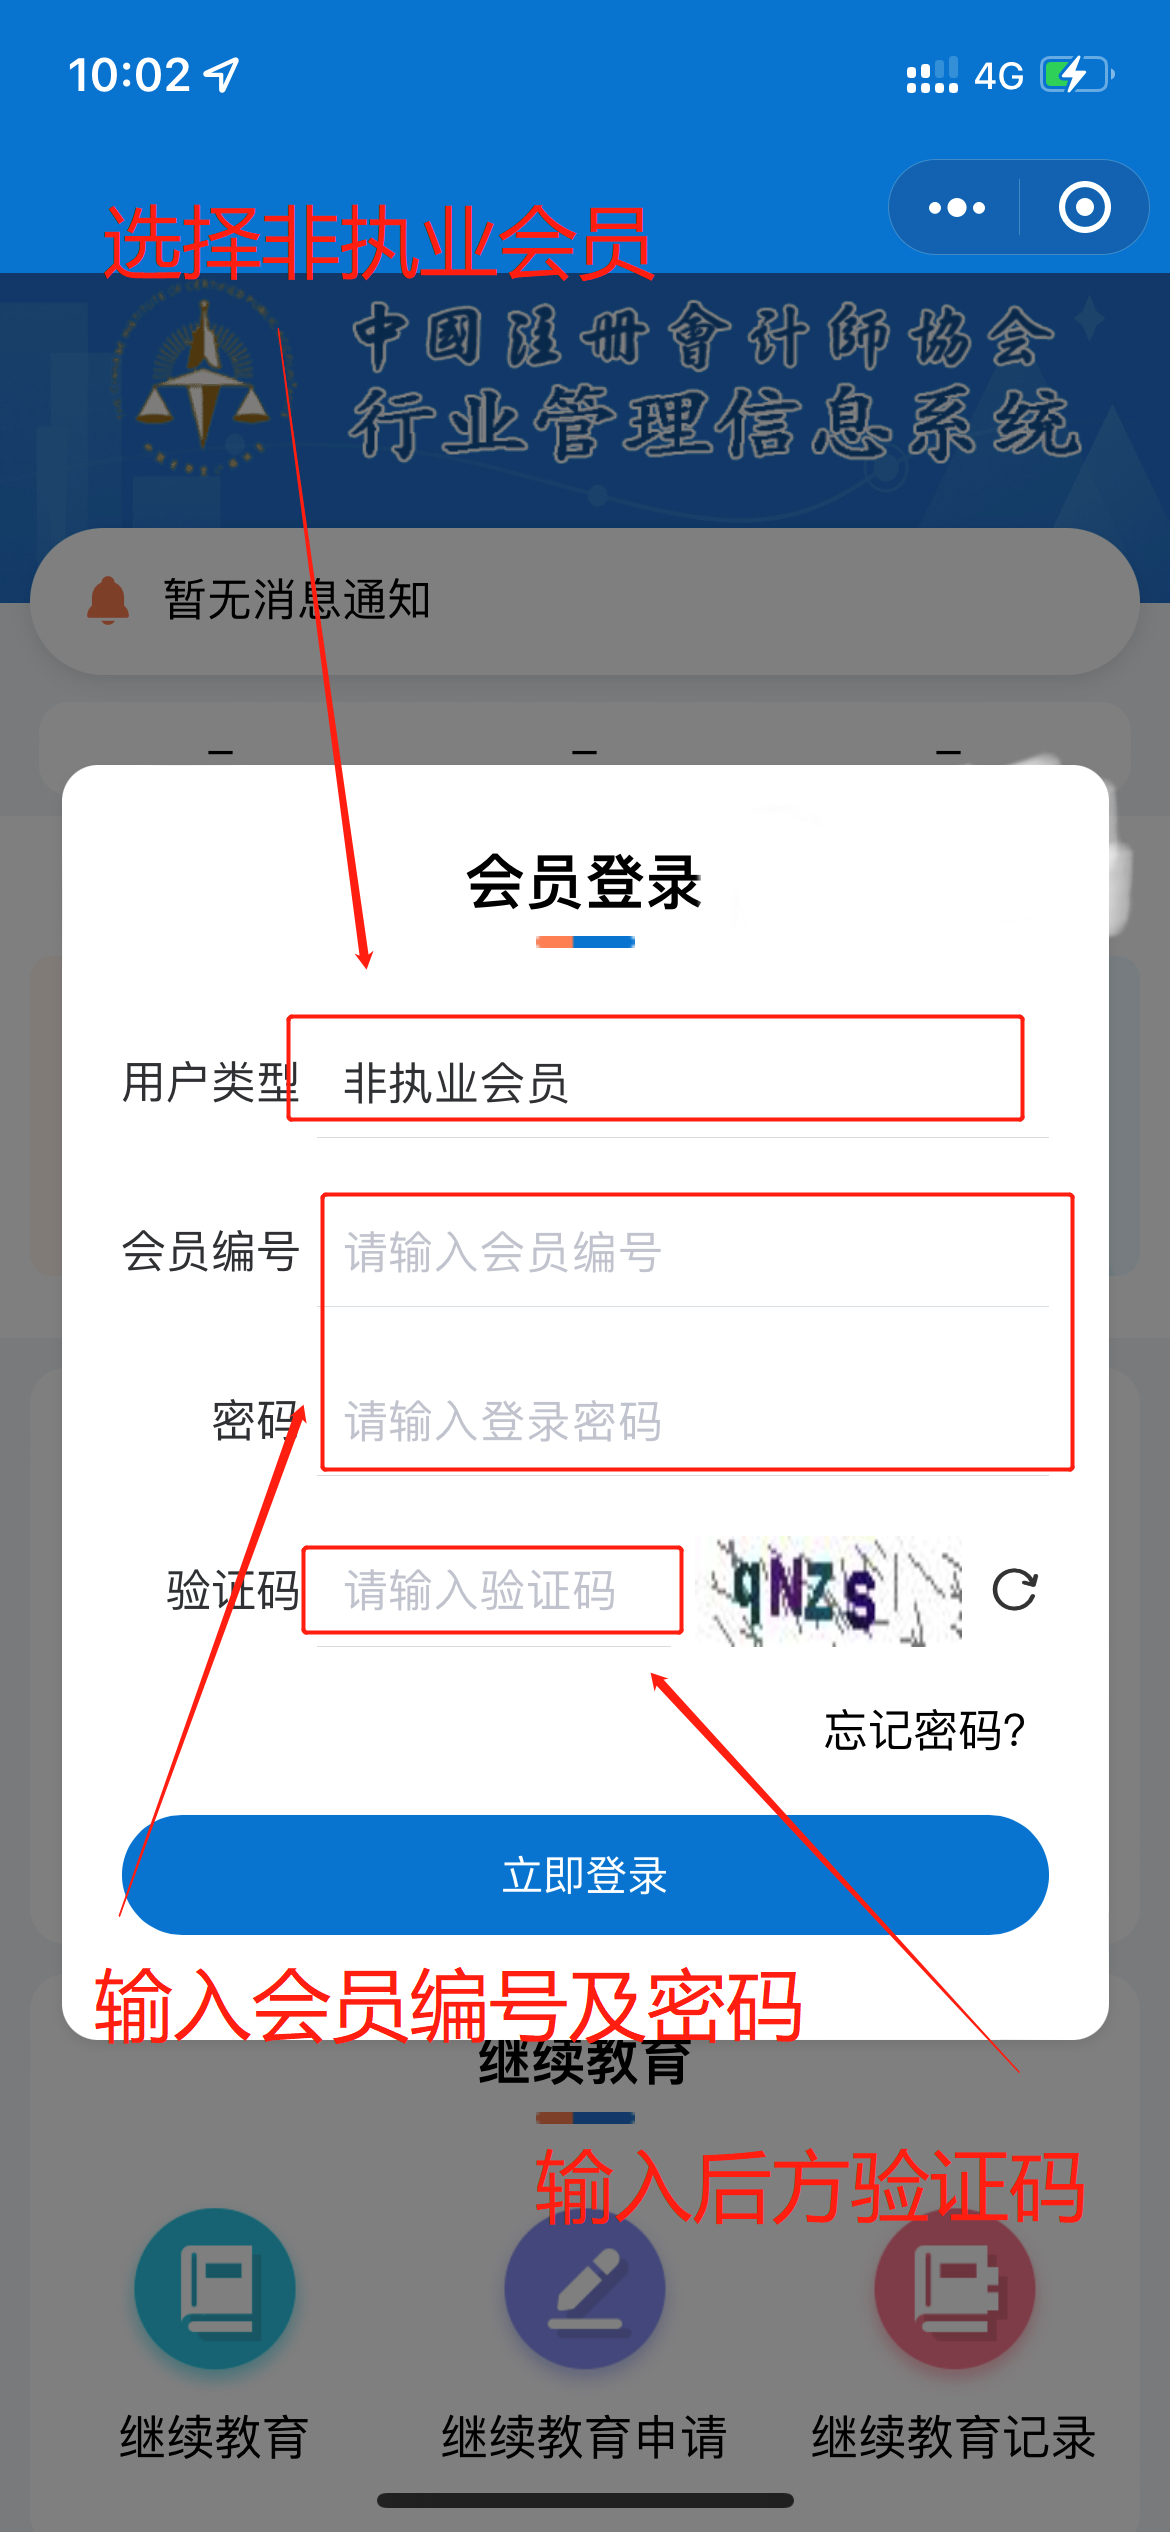 10:02
4G
选择非执业会员
中國注册會计師协会
行业管理信息系统
暂无消息通知
会员登录
用户类型 非执业会员
会员编号 请输入会员编号
密码 请输入登录密码
验证码 请输入验证码 qNZs
忘记密码?
立即登录
输入会员编号及密码
继续教育
输入后方验证码
继续教育 继续教育申请 继续教育记录